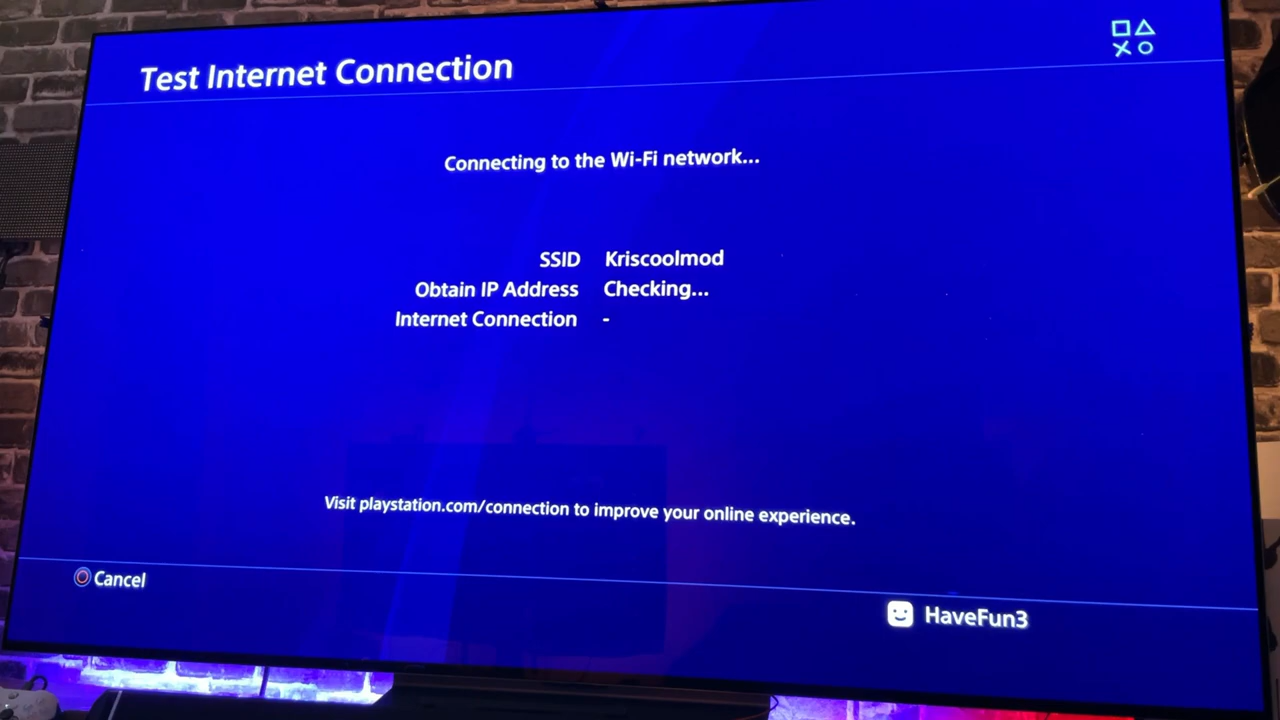 Test Internet Connection
Connecting to the Wi-Fi network...
SSID Kriscoolmod
Obtain IP Address Checking...
Internet Connection -
Visit playstation.com/connection to improve your online experience.
Cancel
HaveFun3